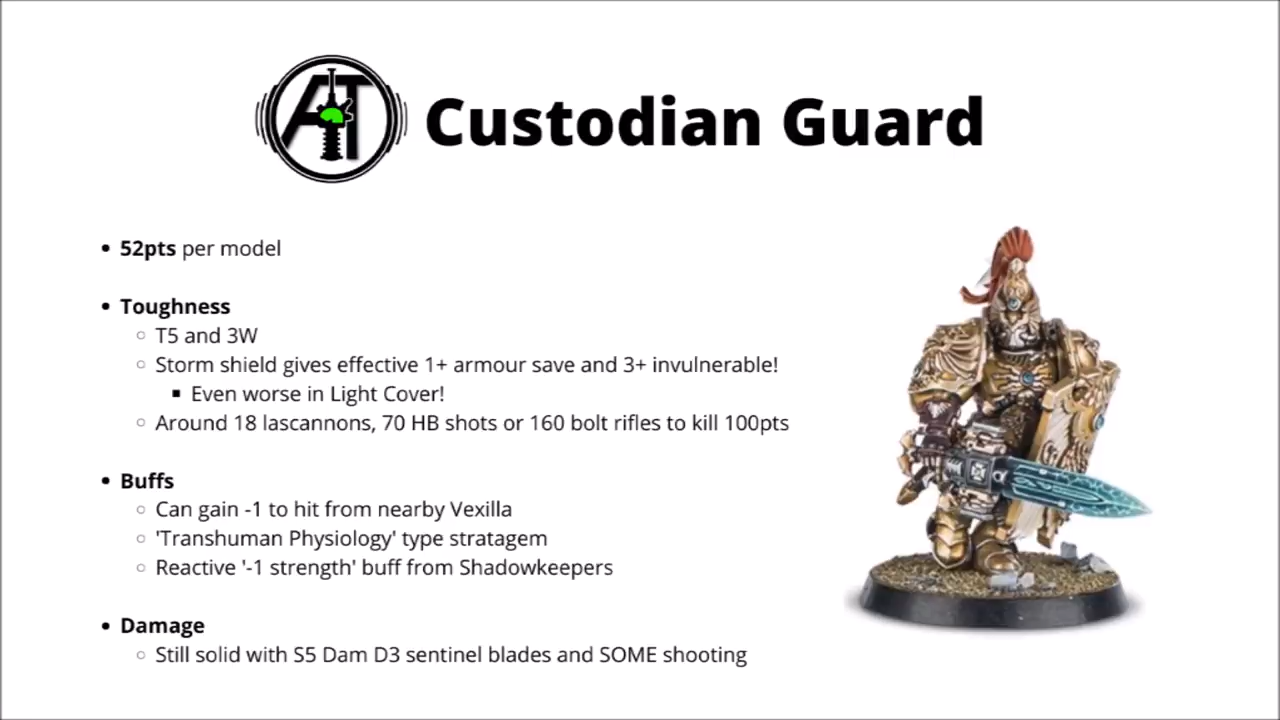 AT
Custodian Guard
• 52pts per model
• Toughness
○ T5 and 3W
○ Storm shield gives effective 1+ armour save and 3+ invulnerable!
▪ Even worse in Light Cover!
○ Around 18 lascannons, 70 HB shots or 160 bolt rifles to kill 100pts
• Buffs
○ Can gain -1 to hit from nearby Vexilla
○ 'Transhuman Physiology' type stratagem
○ Reactive '-1 strength' buff from Shadowkeepers
• Damage
○ Still solid with S5 Dam D3 sentinel blades and SOME shooting